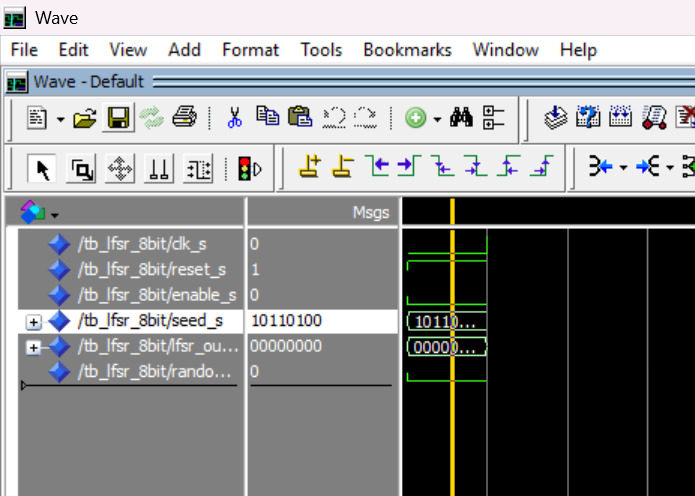 Wave
File Edit View Add Format Tools Bookmarks Window Help
Wave - Default
Msgs
/tb_lfsr_8bit/clk_s 0
/tb_lfsr_8bit/reset_s 1
/tb_lfsr_8bit/enable_s 0
/tb_lfsr_8bit/seed_s 10110100 10110...
/tb_lfsr_8bit/lfsr_ou... 00000000 00000...
/tb_lfsr_8bit/rando... 0